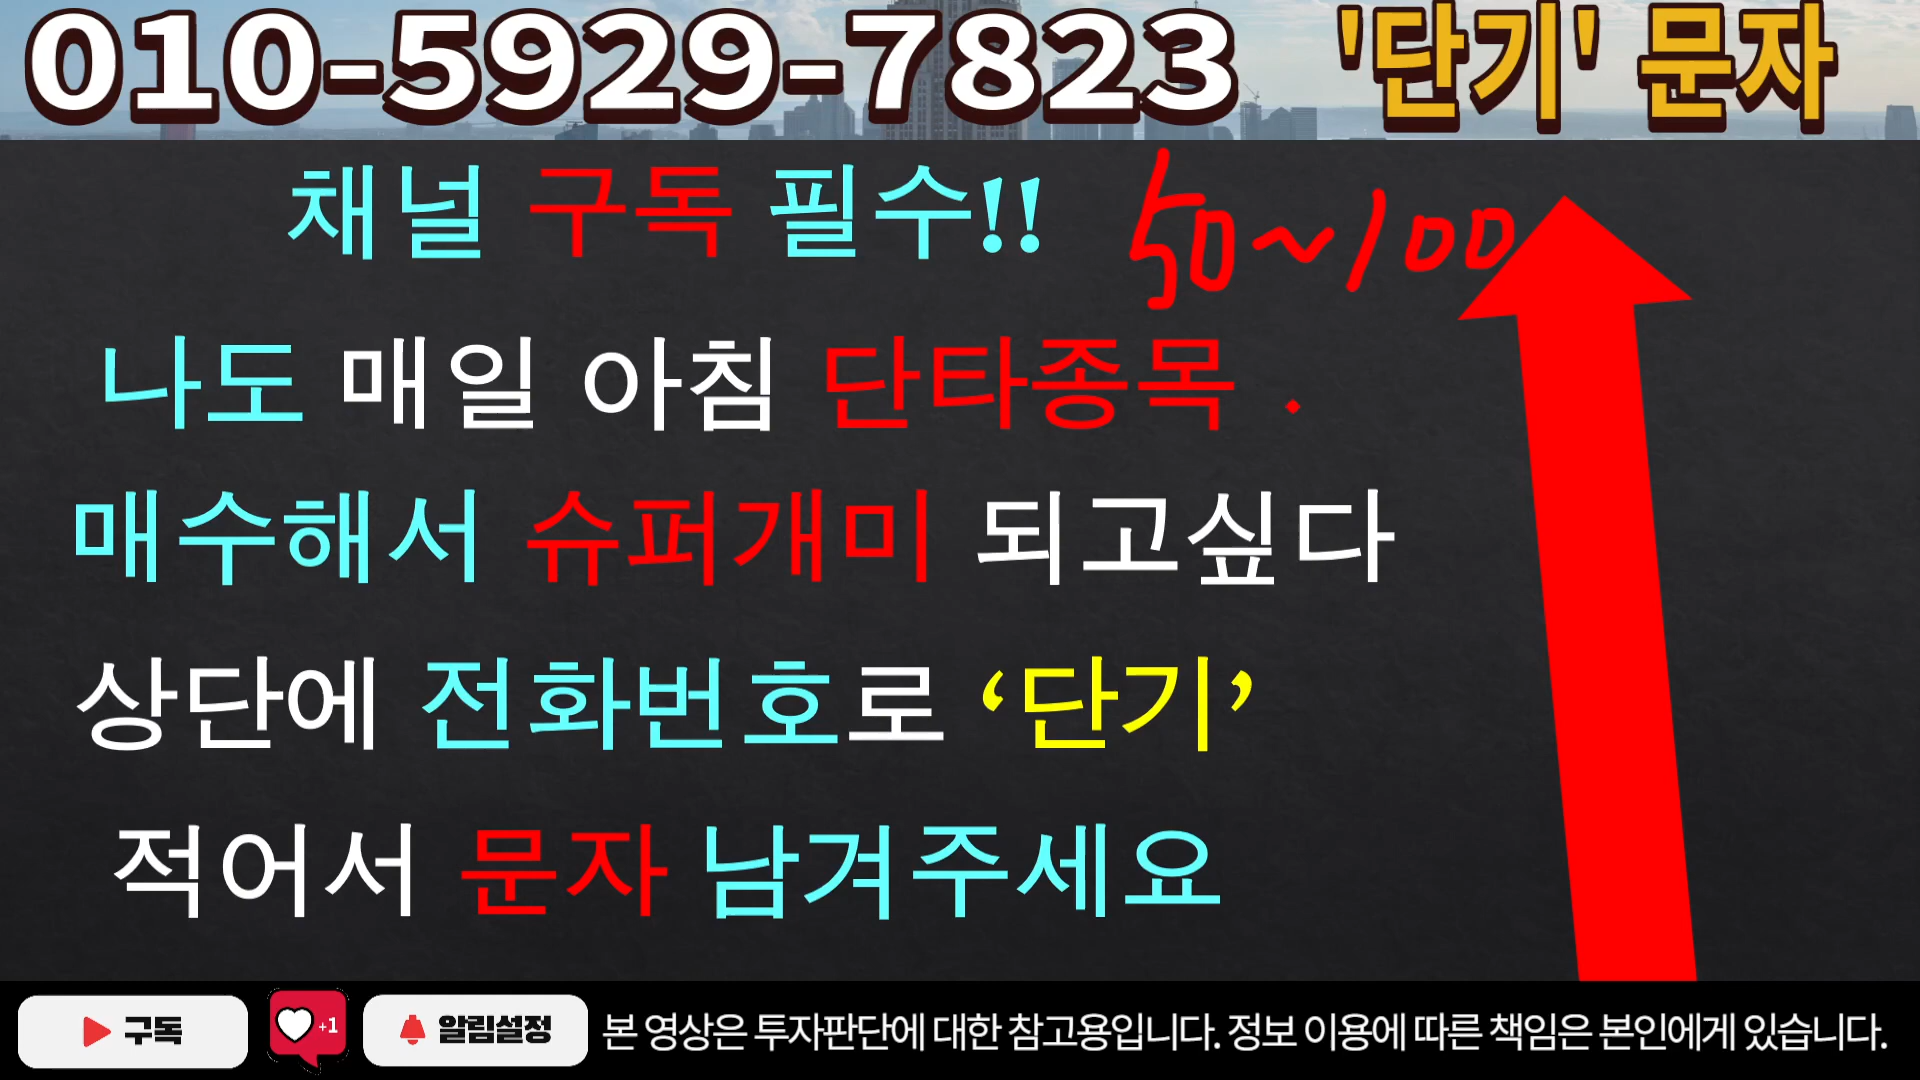 010-5929-7823 '단기' 문자
채널 구독 필수!! 50~100
나도 매일 아침 단타종목 .
매수해서 슈퍼개미 되고싶다
상단에 전화번호로 ‘단기’
적어서 문자 남겨주세요
구독 +1 알림설정 본 영상은 투자판단에 대한 참고용입니다. 정보 이용에 따른 책임은 본인에게 있습니다.